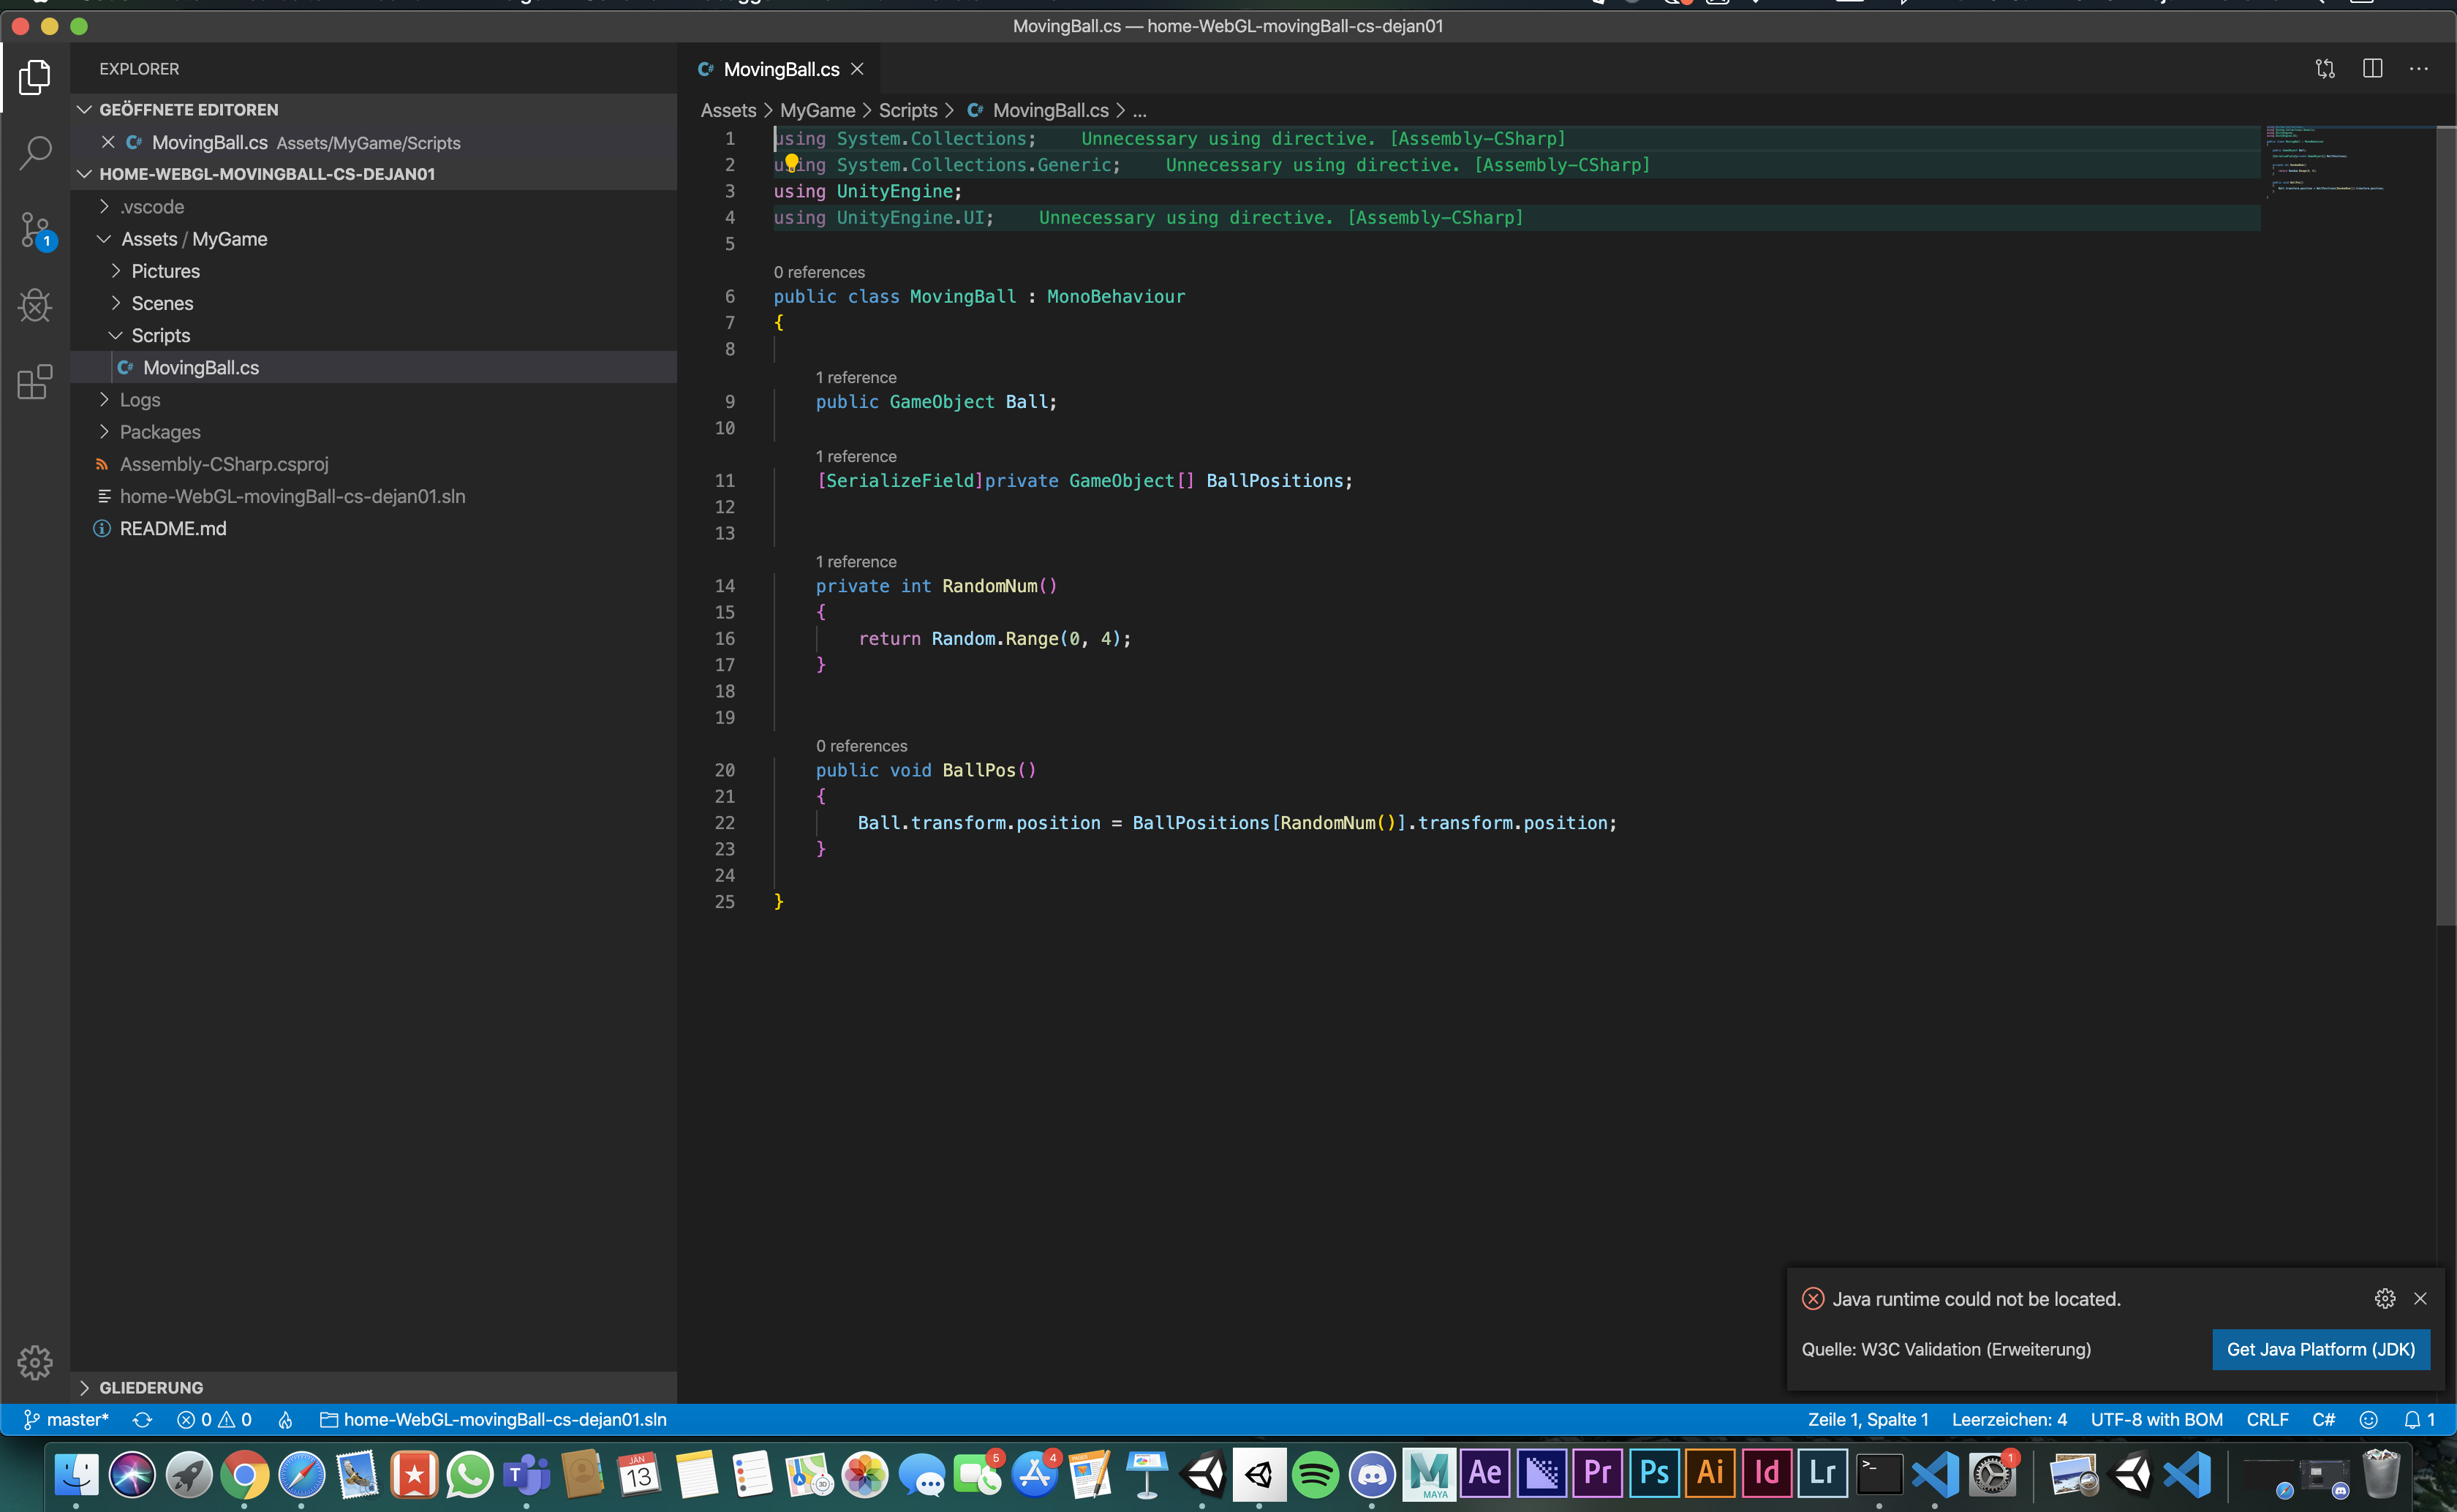 MovingBall.cs — home-WebGL-movingBall-cs-dejan01
EXPLORER
GEÖFFNETE EDITOREN
MovingBall.cs Assets/MyGame/Scripts
HOME-WEBGL-MOVINGBALL-CS-DEJAN01
.vscode
Assets / MyGame
Pictures
Scenes
Scripts
MovingBall.cs
Logs
Packages
Assembly-CSharp.csproj
home-WebGL-movingBall-cs-dejan01.sln
README.md
GLIEDERUNG
1
MovingBall.cs
Assets > MyGame > Scripts > MovingBall.cs > ...
1 using System.Collections; Unnecessary using directive. [Assembly-CSharp]
2 using System.Collections.Generic; Unnecessary using directive. [Assembly-CSharp]
3 using UnityEngine;
4 using UnityEngine.UI; Unnecessary using directive. [Assembly-CSharp]
5
0 references
6 public class MovingBall : MonoBehaviour
7 {
8
1 reference
9 public GameObject Ball;
10
1 reference
11 [SerializeField]private GameObject[] BallPositions;
12
13
1 reference
14 private int RandomNum()
15 {
16 return Random.Range(0, 4);
17 }
18
19
0 references
20 public void BallPos()
21 {
22 Ball.transform.position = BallPositions[RandomNum()].transform.position;
23 }
24
25 }
Java runtime could not be located.
Quelle: W3C Validation (Erweiterung)
Get Java Platform (JDK)
master* 0 0 home-WebGL-movingBall-cs-dejan01.sln Zeile 1, Spalte 1 Leerzeichen: 4 UTF-8 with BOM CRLF C# 1
JAN
13
5
4
MAYA
Ae
Pr
Ps
Ai
Id
Lr
1